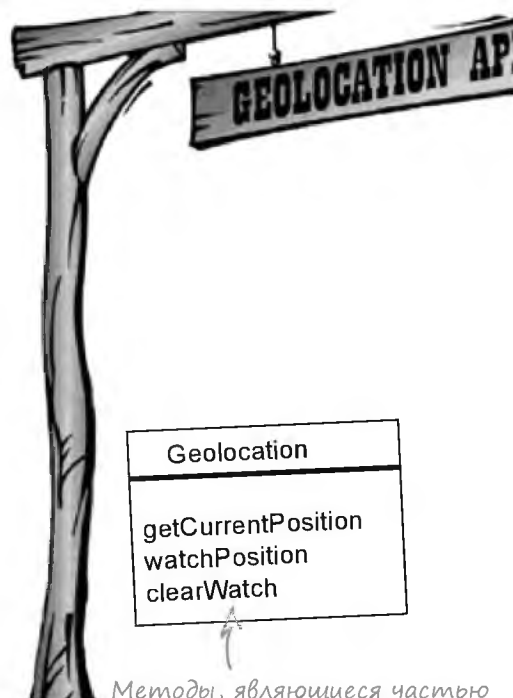 GEOLOCATION AP
Geolocation
getCurrentPosition
watchPosition
clearWatch
Методы, являющиеся частью